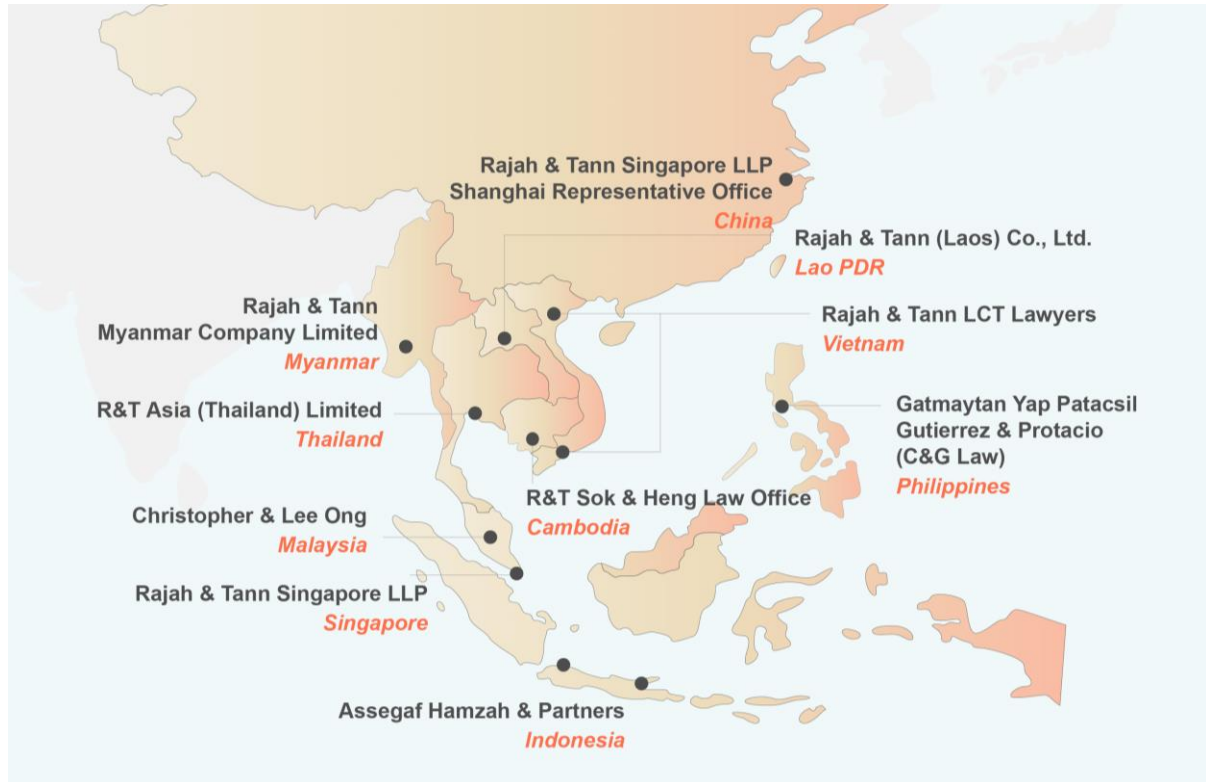 Rajah & Tann Singapore LLP
Shanghai Representative Office
China
Rajah & Tann (Laos) Co., Ltd.
Lao PDR
Rajah & Tann
Myanmar Company Limited
Myanmar
Rajah & Tann LCT Lawyers
Vietnam
R&T Asia (Thailand) Limited
Thailand
Gatmaytan Yap Patacsil
Gutierrez & Protacio
(C&G Law)
Philippines
R&T Sok & Heng Law Office
Cambodia
Christopher & Lee Ong
Malaysia
Rajah & Tann Singapore LLP
Singapore
Assegaf Hamzah & Partners
Indonesia